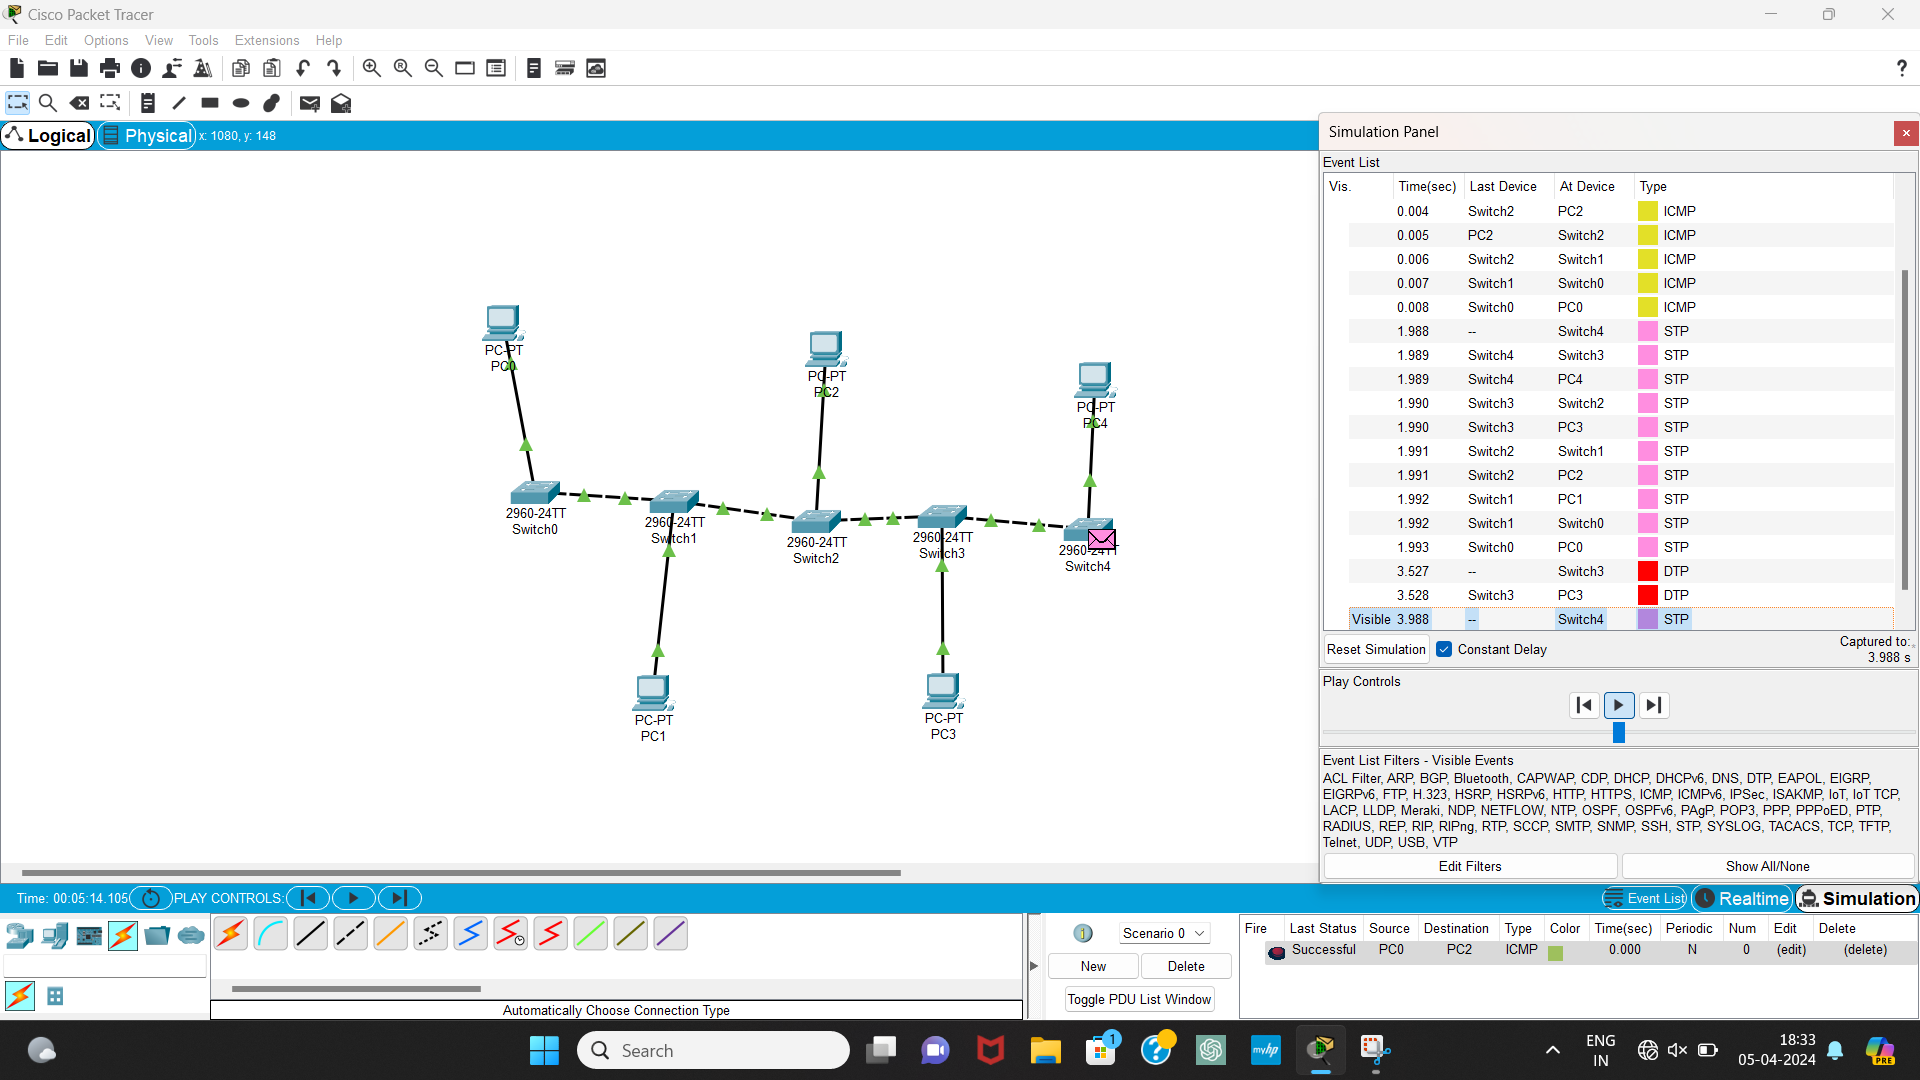 Cisco Packet Tracer
File Edit Options View Tools Extensions Help
?
Logical Physical x: 1080, y: 148
PC-PT
PC0
PC-PT
PC2
PC-PT
PC4
2960-24TT
Switch0
2960-24TT
Switch1
2960-24TT
Switch2
2960-24TT
Switch3
2960-24TT
Switch4
PC-PT
PC1
PC-PT
PC3
Simulation Panel
Event List
Vis. Time(sec) Last Device At Device Type
0.004 Switch2 PC2 ICMP
0.005 PC2 Switch2 ICMP
0.006 Switch2 Switch1 ICMP
0.007 Switch1 Switch0 ICMP
0.008 Switch0 PC0 ICMP
1.988 -- Switch4 STP
1.989 Switch4 Switch3 STP
1.989 Switch4 PC4 STP
1.990 Switch3 Switch2 STP
1.990 Switch3 PC3 STP
1.991 Switch2 Switch1 STP
1.991 Switch2 PC2 STP
1.992 Switch1 PC1 STP
1.992 Switch1 Switch0 STP
1.993 Switch0 PC0 STP
3.527 -- Switch3 DTP
3.528 Switch3 PC3 DTP
Visible 3.988 -- Switch4 STP
Reset Simulation Constant Delay Captured to:
3.988 s
Play Controls
Event List Filters - Visible Events
ACL Filter, ARP, BGP, Bluetooth, CAPWAP, CDP, DHCP, DHCPv6, DNS, DTP, EAPOL, EIGRP,
EIGRPv6, FTP, H.323, HSRP, HSRPv6, HTTP, HTTPS, ICMP, ICMPv6, IPSec, ISAKMP, IoT, IoT TCP,
LACP, LLDP, Meraki, NDP, NETFLOW, NTP, OSPF, OSPFv6, PAgP, POP3, PPP, PPPoED, PTP,
RADIUS, REP, RIP, RIPng, RTP, SCCP, SMTP, SNMP, SSH, STP, SYSLOG, TACACS, TCP, TFTP,
Telnet, UDP, USB, VTP
Edit Filters Show All/None
Time: 00:05:14.105 PLAY CONTROLS: Event List Realtime Simulation
Scenario 0
New Delete
Toggle PDU List Window
Fire Last Status Source Destination Type Color Time(sec) Periodic Num Edit Delete
Successful PC0 PC2 ICMP 0.000 N 0 (edit) (delete)
Automatically Choose Connection Type
Search
1
myhp
ENG
IN
18:33
05-04-2024
PRE